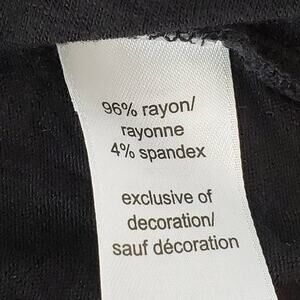 96% rayon/
rayonne
4% spandex
exclusive of
decoration/
sauf décoration